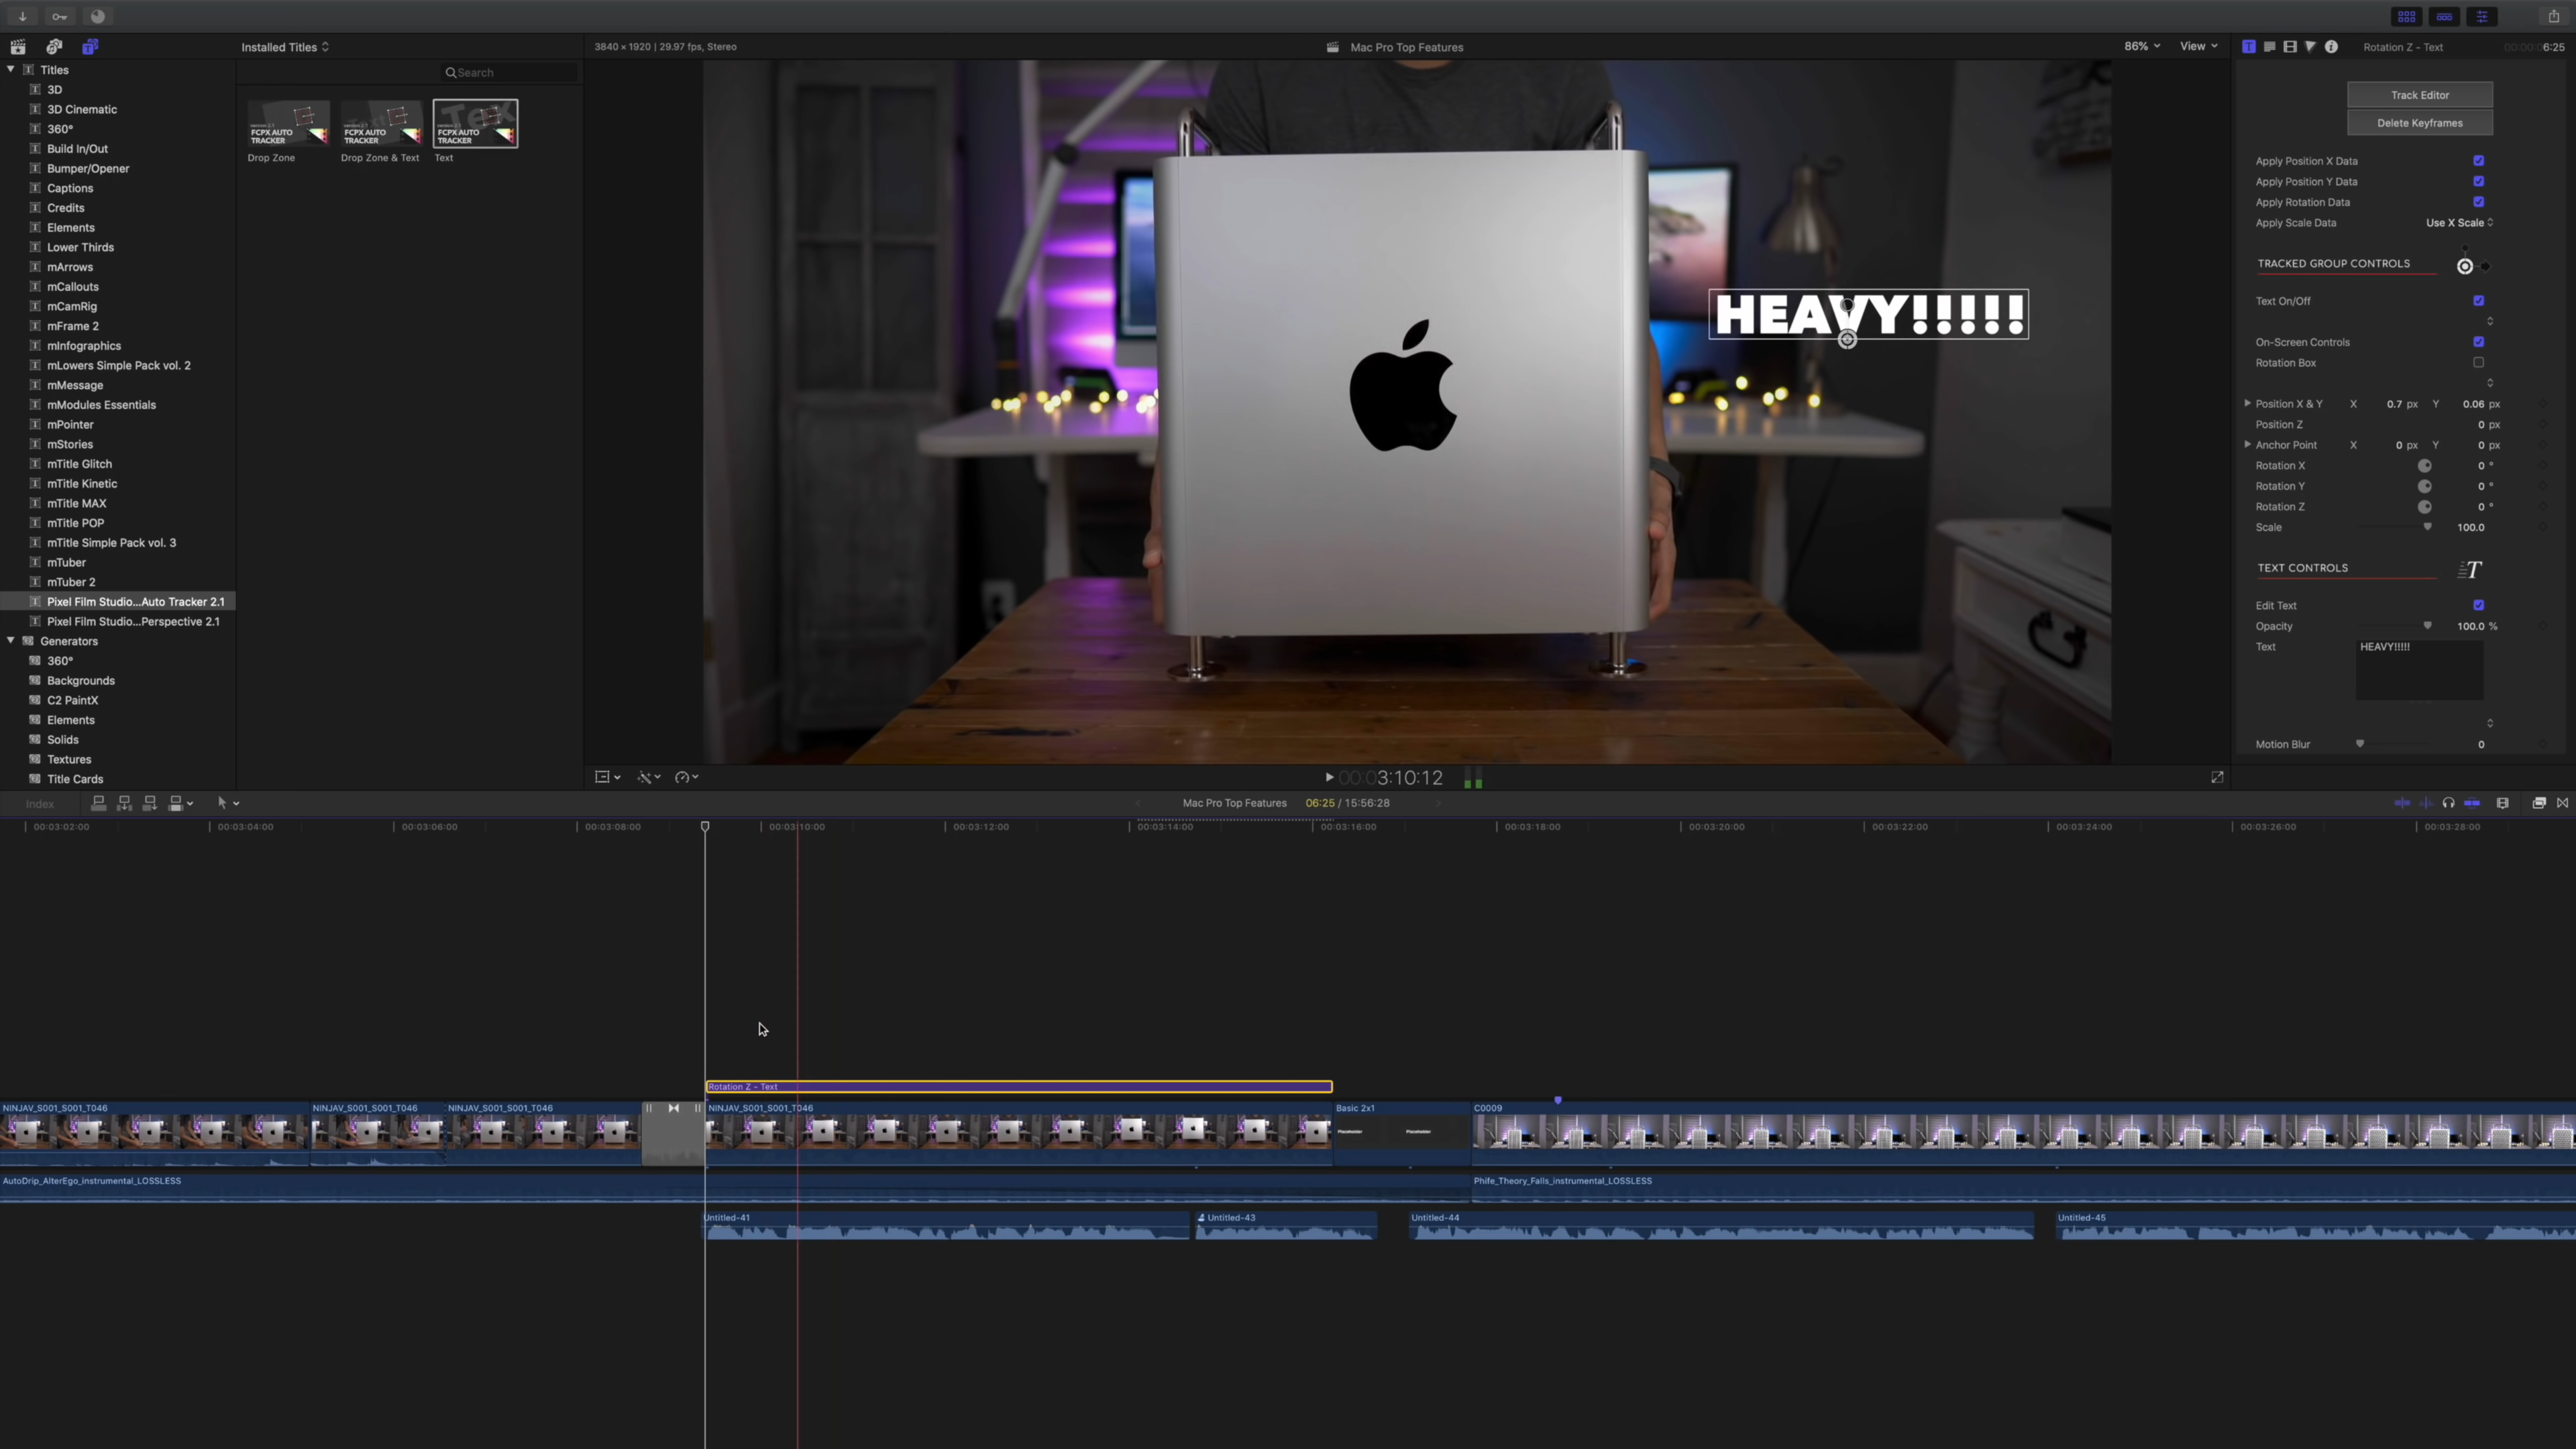 Installed Titles
3840 × 1920 | 29.97 fps, Stereo
Mac Pro Top Features
86%
View
Rotation Z - Text
00:00:06:25
Titles
3D
3D Cinematic
360°
Build In/Out
Bumper/Opener
Captions
Credits
Elements
Lower Thirds
mArrows
mCallouts
mCamRig
mFrame 2
mInfographics
mLowers Simple Pack vol. 2
mMessage
mModules Essentials
mPointer
mStories
mTitle Glitch
mTitle Kinetic
mTitle MAX
mTitle POP
mTitle Simple Pack vol. 3
mTuber
mTuber 2
Pixel Film Studio...Auto Tracker 2.1
Pixel Film Studio...Perspective 2.1
Generators
360°
Backgrounds
C2 PaintX
Elements
Solids
Textures
Title Cards
Search
FCPX AUTO
TRACKER
Drop Zone
FCPX AUTO
TRACKER
Drop Zone & Text
FCPX AUTO
TRACKER
Text
HEAVY!!!!!
Track Editor
Delete Keyframes
Apply Position X Data
Apply Position Y Data
Apply Rotation Data
Apply Scale Data Use X Scale
TRACKED GROUP CONTROLS
Text On/Off
On-Screen Controls
Rotation Box
Position X & Y X 0.7 px Y 0.06 px
Position Z 0 px
Anchor Point X 0 px Y 0 px
Rotation X 0 °
Rotation Y 0 °
Rotation Z 0 °
Scale 100.0
TEXT CONTROLS
Edit Text
Opacity 100.0 %
Text HEAVY!!!!!
Motion Blur 0
00:03:10:12
Index
Mac Pro Top Features
06:25 / 15:56:28
00:03:02:00
00:03:04:00
00:03:06:00
00:03:08:00
00:03:10:00
00:03:12:00
00:03:14:00
00:03:16:00
00:03:18:00
00:03:20:00
00:03:22:00
00:03:24:00
00:03:26:00
00:03:28:00
Rotation Z - Text
NINJAV_S001_S001_T046
NINJAV_S001_S001_T046
NINJAV_S001_S001_T046
NINJAV_S001_S001_T046
Basic 2x1
C0009
Placeholder
Placeholder
AutoDrip_AlterEgo_instrumental_LOSSLESS
Phife_Theory_Falls_instrumental_LOSSLESS
Untitled-41
Untitled-43
Untitled-44
Untitled-45